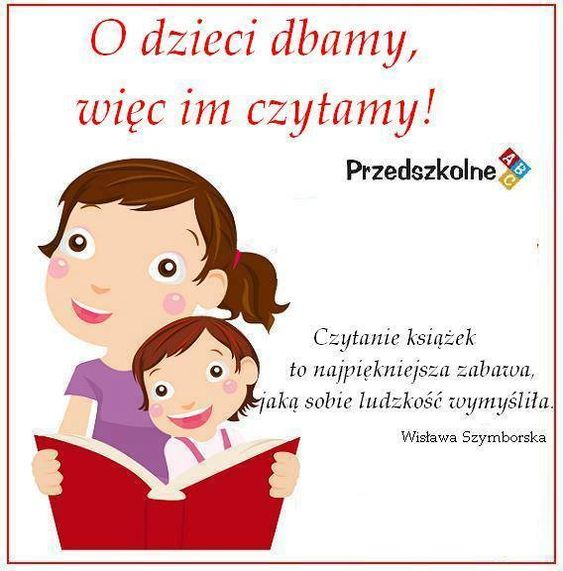 O dzieci dbamy,
więc im czytamy!
Przedszkolne ABC
Czytanie książek
to najpiękniejsza zabawa,
jaką sobie ludzkość wymyśliła.
Wisława Szymborska